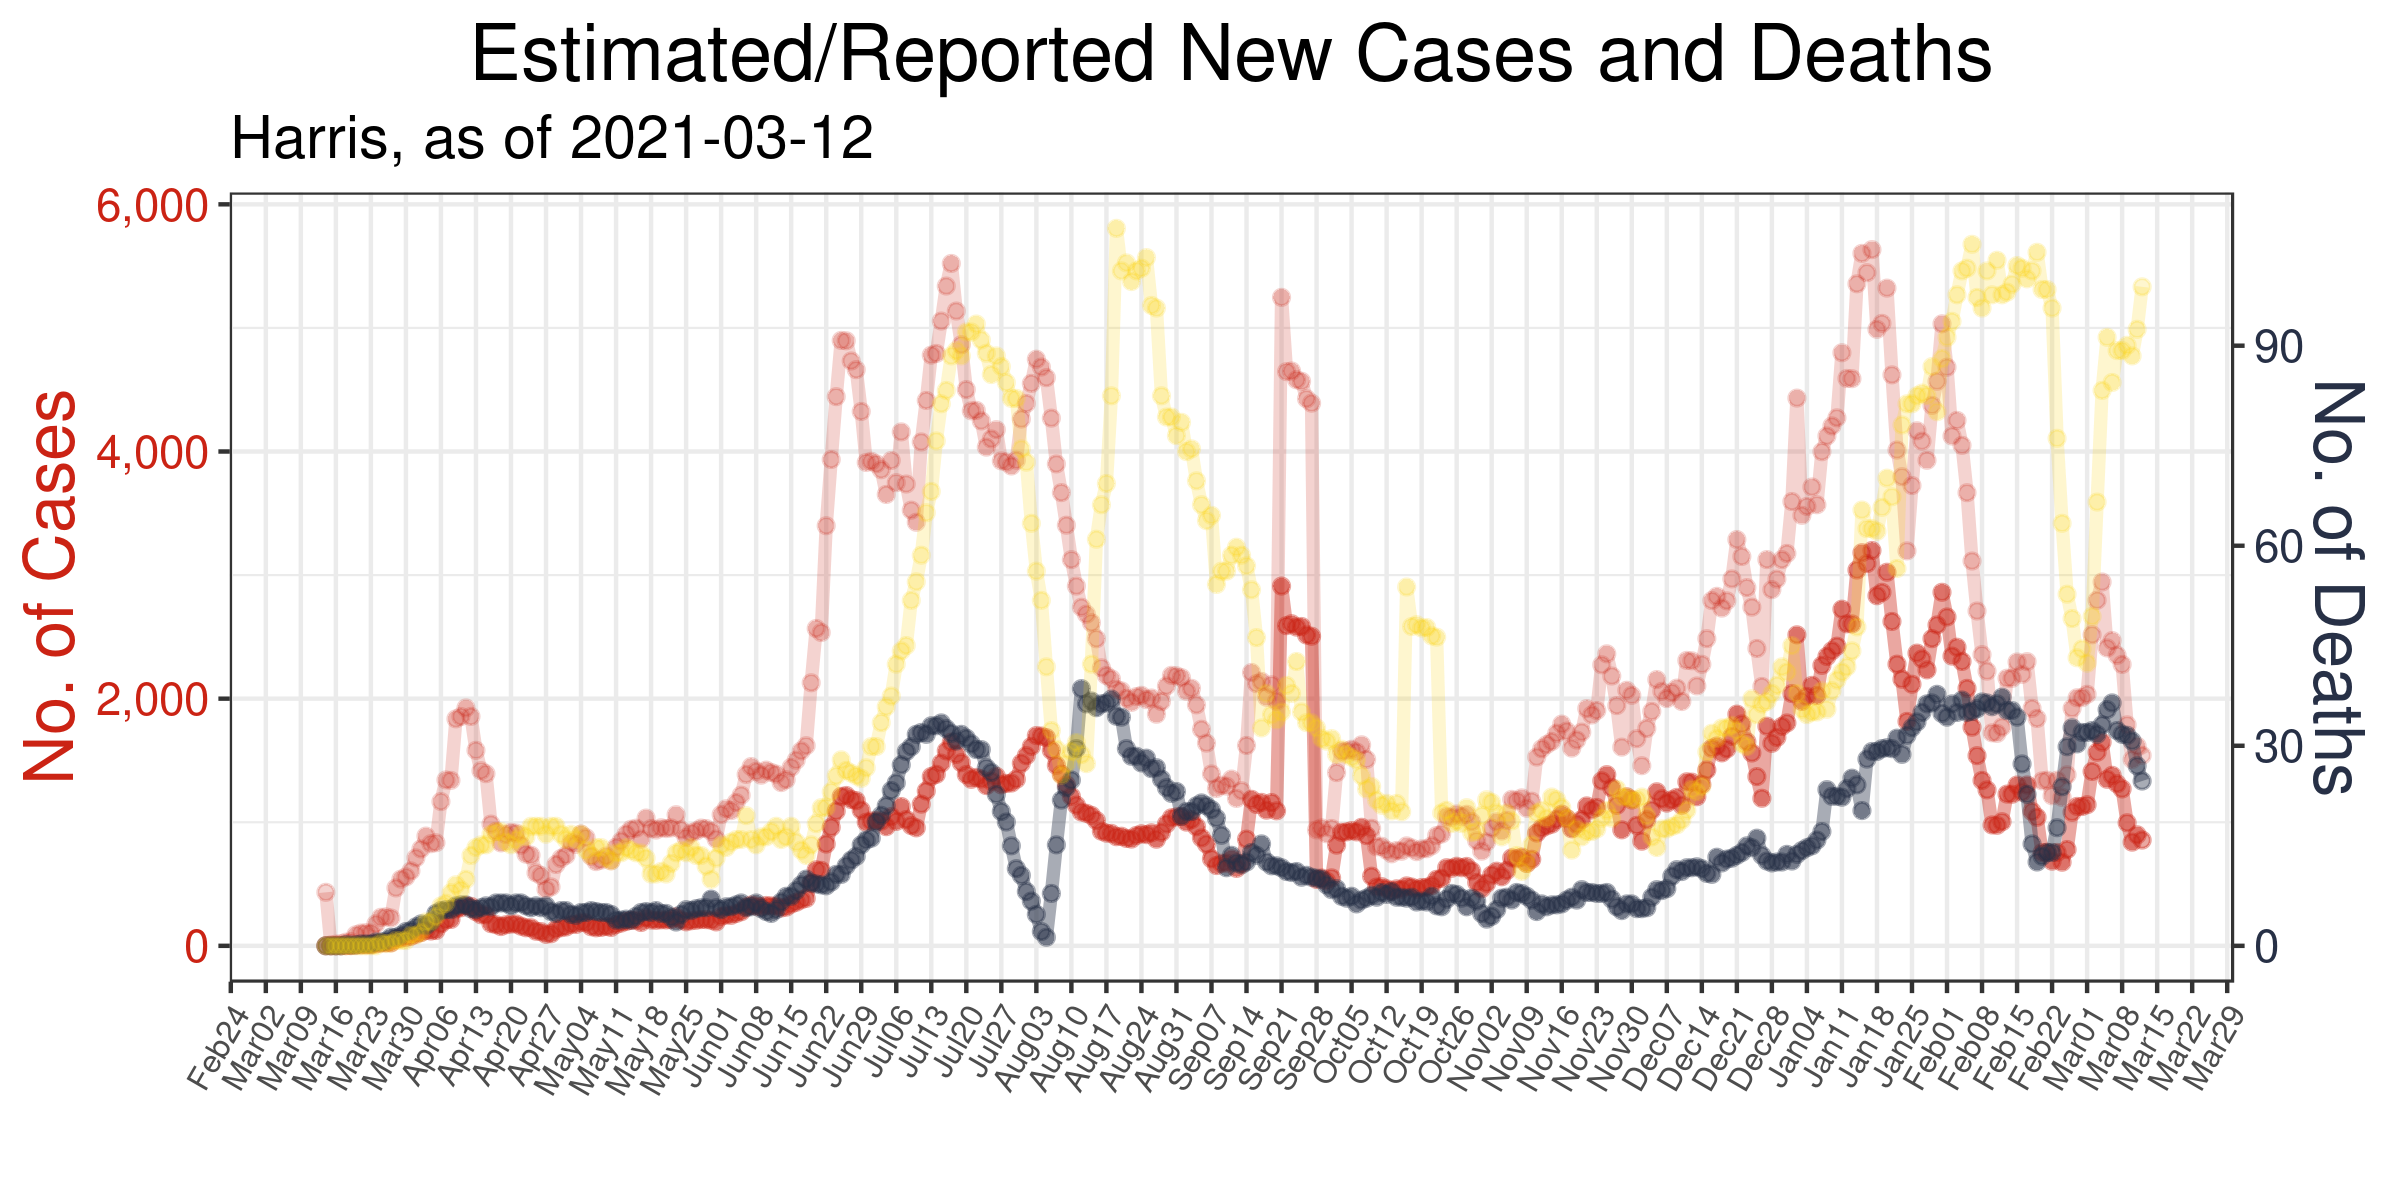 Estimated/Reported New Cases and Deaths
Harris, as of 2021-03-12
No. of Cases
6,000
4,000
2,000
0
No. of Deaths
90
60
30
0
Feb24
Mar02
Mar09
Mar16
Mar23
Mar30
Apr06
Apr13
Apr20
Apr27
May04
May11
May18
May25
Jun01
Jun08
Jun15
Jun22
Jun29
Jul06
Jul13
Jul20
Jul27
Aug03
Aug10
Aug17
Aug24
Aug31
Sep07
Sep14
Sep21
Sep28
Oct05
Oct12
Oct19
Oct26
Nov02
Nov09
Nov16
Nov23
Nov30
Dec07
Dec14
Dec21
Dec28
Jan04
Jan11
Jan18
Jan25
Feb01
Feb08
Feb15
Feb22
Mar01
Mar08
Mar15
Mar22
Mar29